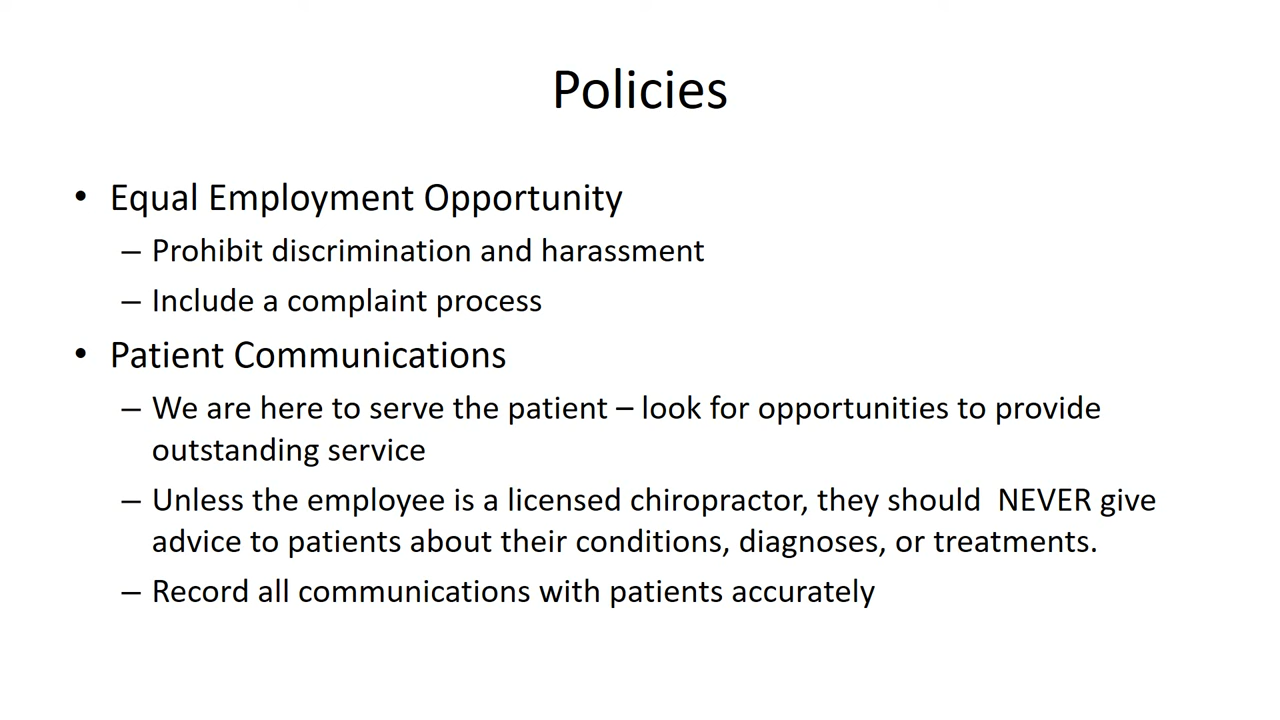 Policies
• Equal Employment Opportunity
– Prohibit discrimination and harassment
– Include a complaint process
• Patient Communications
– We are here to serve the patient – look for opportunities to provide
outstanding service
– Unless the employee is a licensed chiropractor, they should  NEVER give
advice to patients about their conditions, diagnoses, or treatments.
– Record all communications with patients accurately